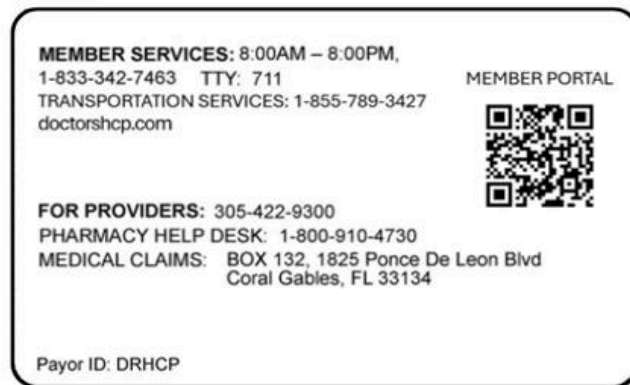 MEMBER SERVICES: 8:00AM – 8:00PM,
1-833-342-7463 TTY: 711
MEMBER PORTAL
TRANSPORTATION SERVICES: 1-855-789-3427
doctorshcp.com
FOR PROVIDERS: 305-422-9300
PHARMACY HELP DESK: 1-800-910-4730
MEDICAL CLAIMS: BOX 132, 1825 Ponce De Leon Blvd
Coral Gables, FL 33134
Payor ID: DRHCP